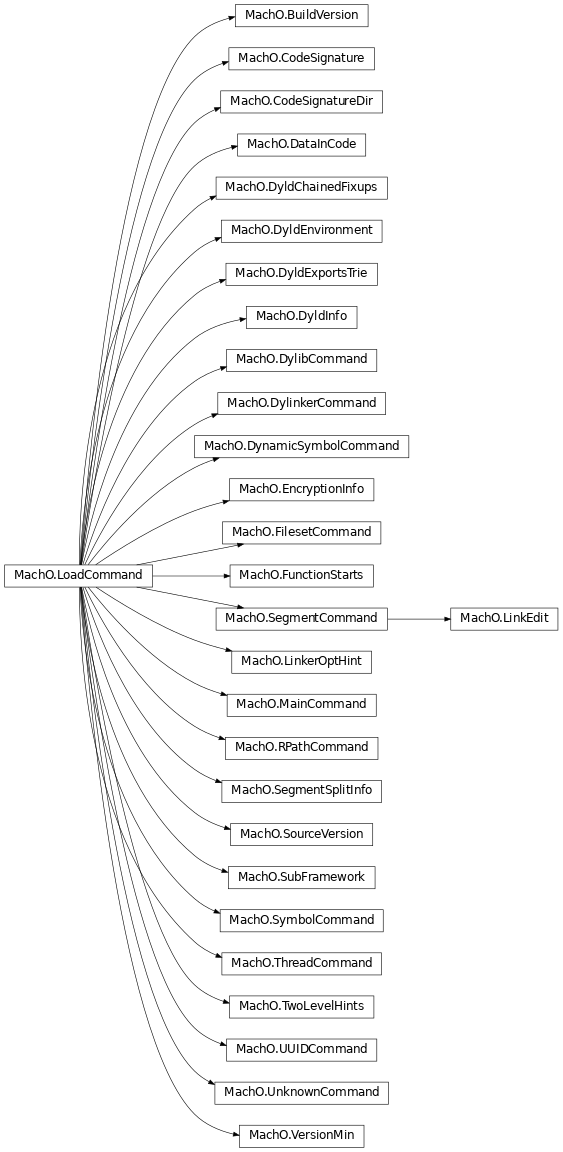 MachO.BuildVersion
MachO.CodeSignature
MachO.CodeSignatureDir
MachO.DataInCode
MachO.DyldChainedFixups
MachO.DyldEnvironment
MachO.DyldExportsTrie
MachO.DyldInfo
MachO.DylibCommand
MachO.DylinkerCommand
MachO.DynamicSymbolCommand
MachO.EncryptionInfo
MachO.FilesetCommand
MachO.LoadCommand
MachO.FunctionStarts
MachO.SegmentCommand
MachO.LinkEdit
MachO.LinkerOptHint
MachO.MainCommand
MachO.RPathCommand
MachO.SegmentSplitInfo
MachO.SourceVersion
MachO.SubFramework
MachO.SymbolCommand
MachO.ThreadCommand
MachO.TwoLevelHints
MachO.UUIDCommand
MachO.UnknownCommand
MachO.VersionMin